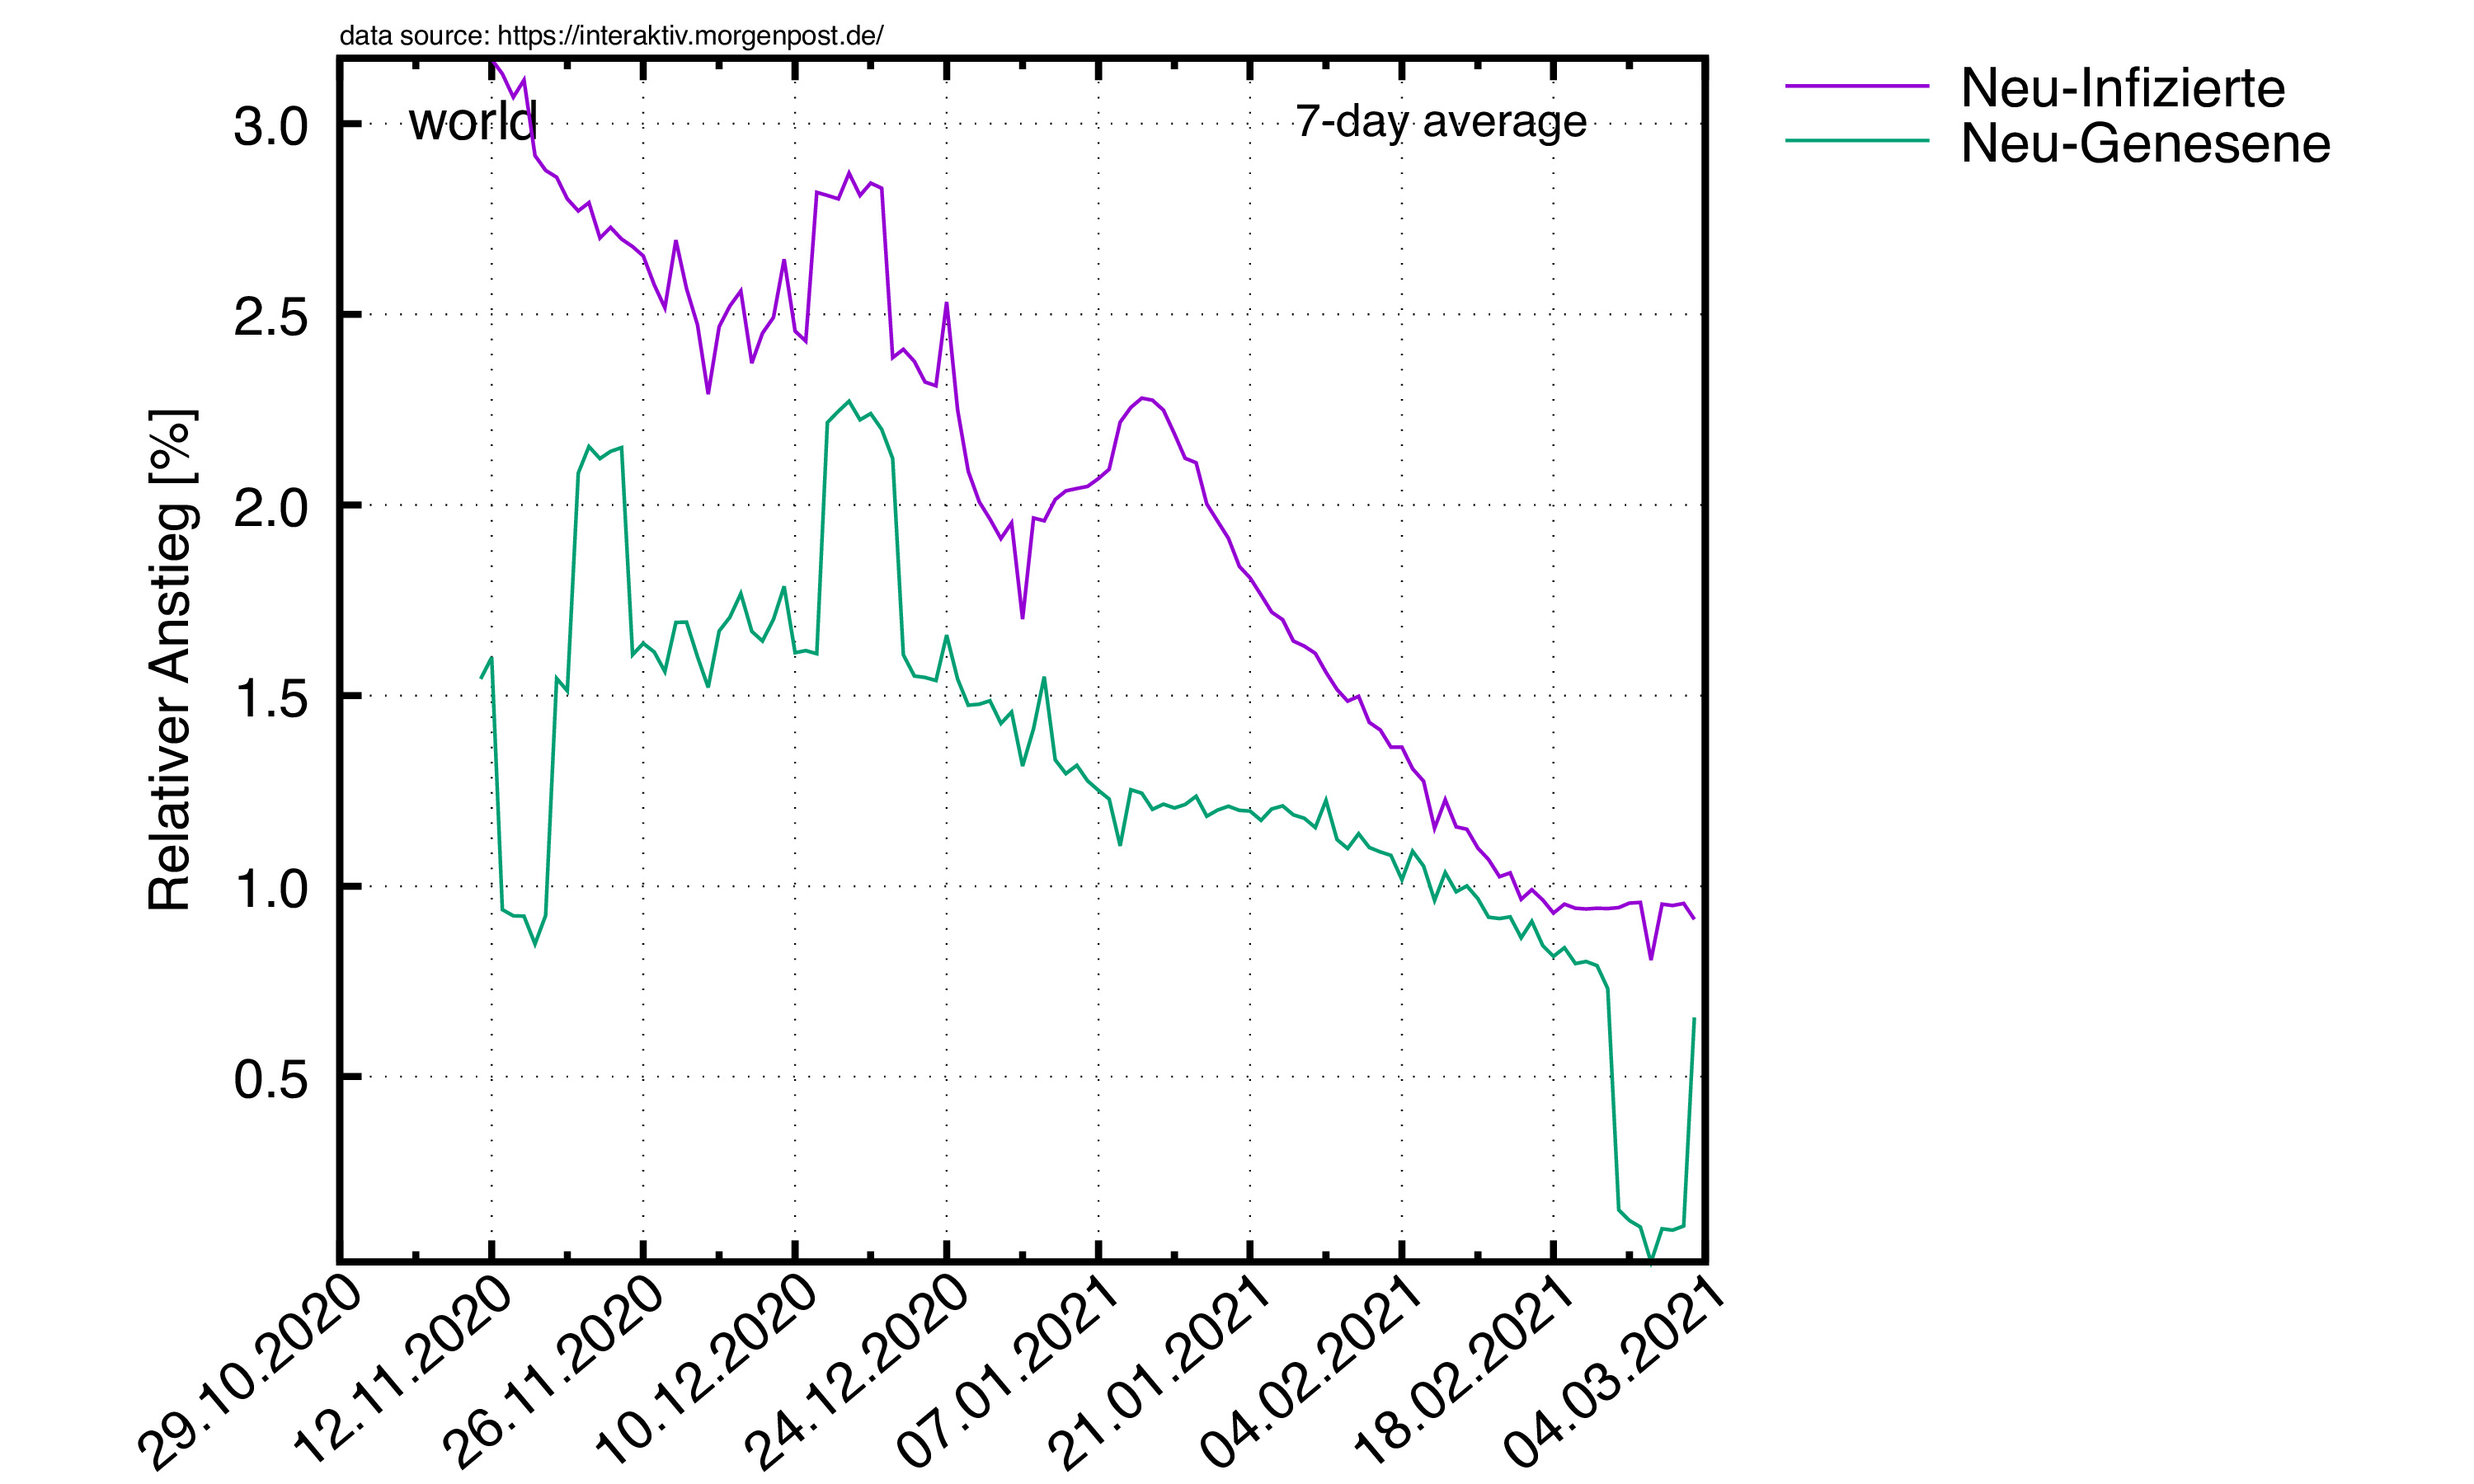 data source: https://interaktiv.morgenpost.de/
world
7-day average
Neu-Infizierte
Neu-Genesene
Relativer Anstieg [%]
3.0
2.5
2.0
1.5
1.0
0.5
29.10.2020
12.11.2020
26.11.2020
10.12.2020
24.12.2020
07.01.2021
21.01.2021
04.02.2021
18.02.2021
04.03.2021